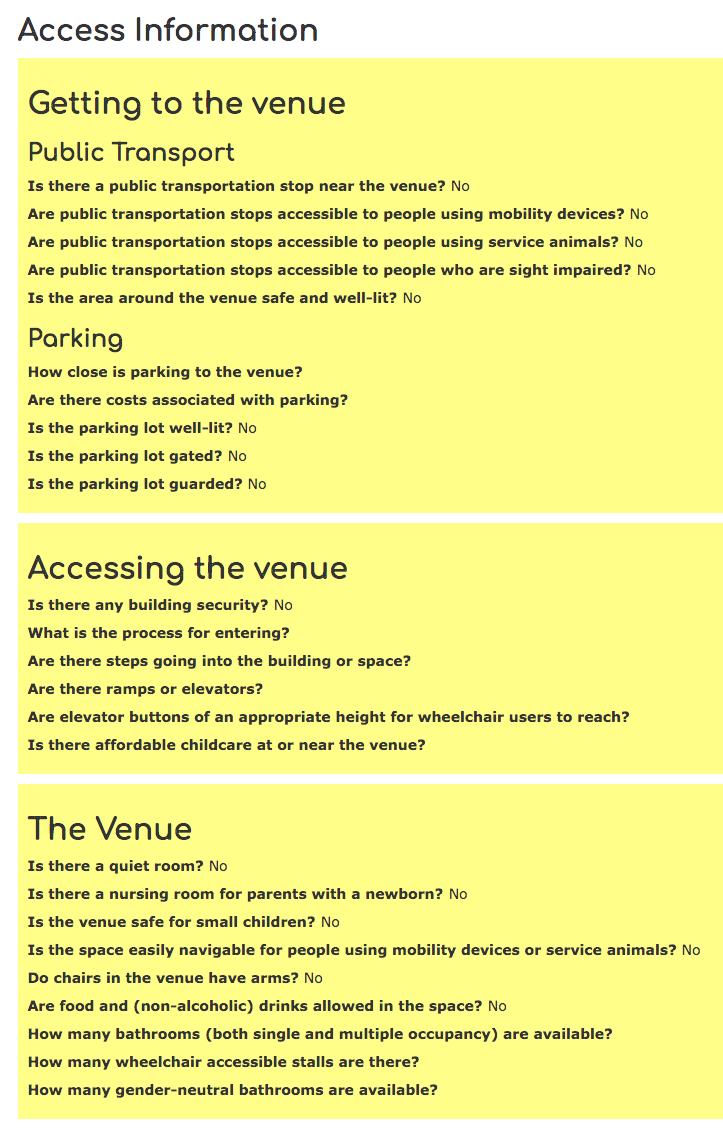 Access Information
Getting to the venue
Public Transport
Is there a public transportation stop near the venue? No
Are public transportation stops accessible to people using mobility devices? No
Are public transportation stops accessible to people using service animals? No
Are public transportation stops accessible to people who are sight impaired? No
Is the area around the venue safe and well-lit? No
Parking
How close is parking to the venue?
Are there costs associated with parking?
Is the parking lot well-lit? No
Is the parking lot gated? No
Is the parking lot guarded? No
Accessing the venue
Is there any building security? No
What is the process for entering?
Are there steps going into the building or space?
Are there ramps or elevators?
Are elevator buttons of an appropriate height for wheelchair users to reach?
Is there affordable childcare at or near the venue?
The Venue
Is there a quiet room? No
Is there a nursing room for parents with a newborn? No
Is the venue safe for small children? No
Is the space easily navigable for people using mobility devices or service animals? No
Do chairs in the venue have arms? No
Are food and (non-alcoholic) drinks allowed in the space? No
How many bathrooms (both single and multiple occupancy) are available?
How many wheelchair accessible stalls are there?
How many gender-neutral bathrooms are available?